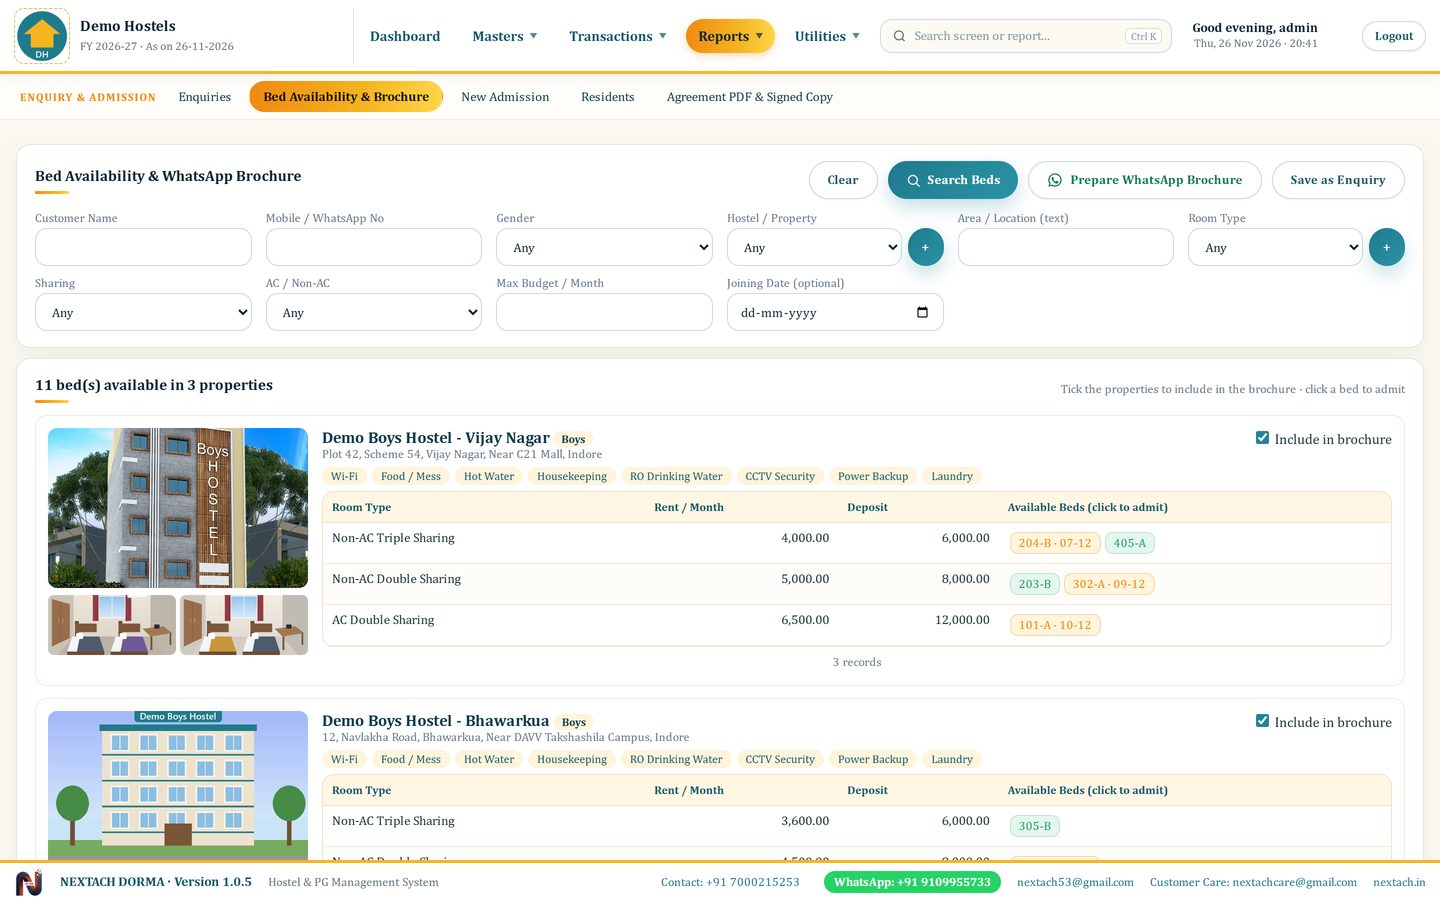 DH
Demo Hostels
FY 2026-27 · As on 26-11-2026
Dashboard
Masters
Transactions
Reports
Utilities
Search screen or report...
Ctrl K
Good evening, admin
Thu, 26 Nov 2026 · 20:41
Logout
ENQUIRY & ADMISSION
Enquiries
Bed Availability & Brochure
New Admission
Residents
Agreement PDF & Signed Copy
Bed Availability & WhatsApp Brochure
Clear
Search Beds
Prepare WhatsApp Brochure
Save as Enquiry
Customer Name
Mobile / WhatsApp No
Gender
Hostel / Property
Area / Location (text)
Room Type
Any
Any
+
Any
+
Sharing
AC / Non-AC
Max Budget / Month
Joining Date (optional)
Any
Any
dd-mm-yyyy
11 bed(s) available in 3 properties
Tick the properties to include in the brochure · click a bed to admit
Boys
HOSTEL
Demo Boys Hostel - Vijay Nagar Boys
Include in brochure
Plot 42, Scheme 54, Vijay Nagar, Near C21 Mall, Indore
Wi-Fi Food / Mess Hot Water Housekeeping RO Drinking Water CCTV Security Power Backup Laundry
Room Type Rent / Month Deposit Available Beds (click to admit)
Non-AC Triple Sharing 4,000.00 6,000.00 204-B · 07-12 405-A
Non-AC Double Sharing 5,000.00 8,000.00 203-B 302-A · 09-12
AC Double Sharing 6,500.00 12,000.00 101-A · 10-12
3 records
Demo Boys Hostel
Demo Boys Hostel - Bhawarkua Boys
Include in brochure
12, Navlakha Road, Bhawarkua, Near DAVV Takshashila Campus, Indore
Wi-Fi Food / Mess Hot Water Housekeeping RO Drinking Water CCTV Security Power Backup Laundry
Room Type Rent / Month Deposit Available Beds (click to admit)
Non-AC Triple Sharing 3,600.00 6,000.00 305-B
NEXTACH DORMA · Version 1.0.5
Hostel & PG Management System
Contact: +91 7000215253
WhatsApp: +91 9109955733
nextach53@gmail.com
Customer Care: nextachcare@gmail.com
nextach.in